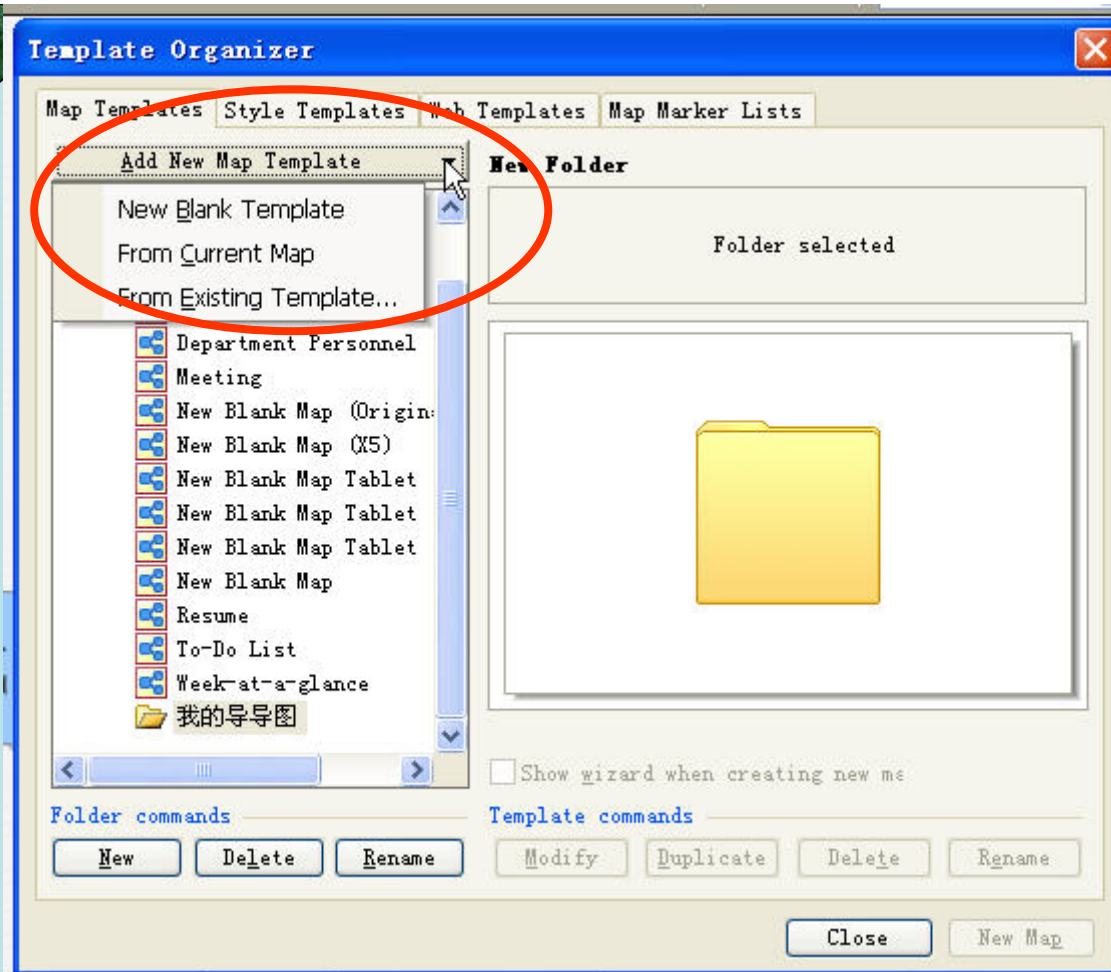 Template Organizer
Map Templates Style Templates Web Templates Map Marker Lists
Add New Map Template
New Blank Template
From Current Map
From Existing Template...
Department Personnel
Meeting
New Blank Map (Origin
New Blank Map (X5)
New Blank Map Tablet
New Blank Map Tablet
New Blank Map Tablet
New Blank Map
Resume
To-Do List
Week-at-a-glance
我的导导图
New Folder
Folder selected
Show wizard when creating new ma
Folder commands
New Delete Rename
Template commands
Modify Duplicate Delete Rename
Close New Map